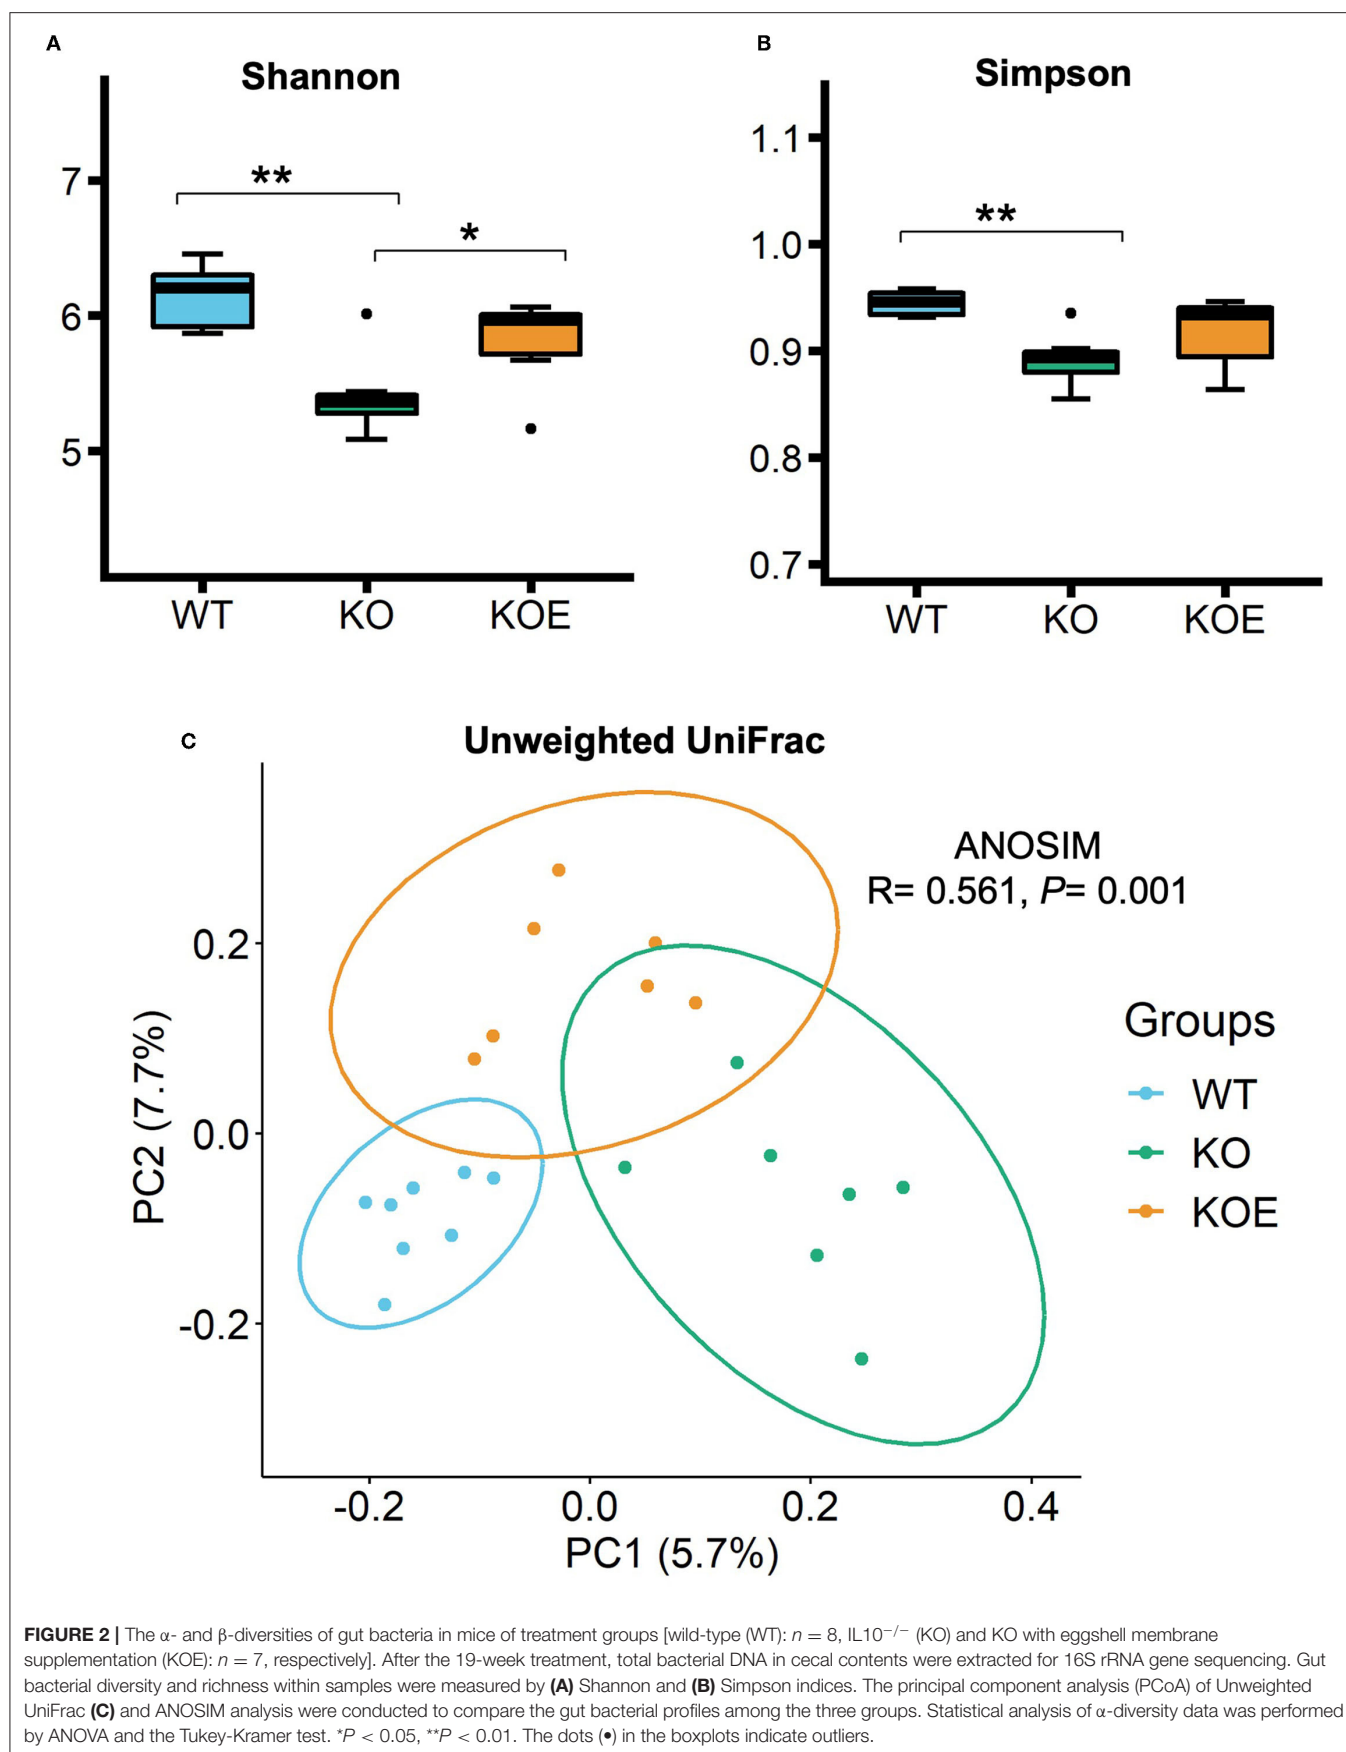 A
Shannon
7
6
5
**
*
WT
KO
KOE
B
Simpson
1.1
1.0
0.9
0.8
0.7
**
WT
KO
KOE
C
Unweighted UniFrac
ANOSIM
R= 0.561, P= 0.001
PC2 (7.7%)
0.2
0.0
-0.2
-0.2
0.0
0.2
0.4
PC1 (5.7%)
Groups
WT
KO
KOE
FIGURE 2 | The α- and β-diversities of gut bacteria in mice of treatment groups [wild-type (WT): n = 8, IL10−/− (KO) and KO with eggshell membrane
supplementation (KOE): n = 7, respectively]. After the 19-week treatment, total bacterial DNA in cecal contents were extracted for 16S rRNA gene sequencing. Gut
bacterial diversity and richness within samples were measured by (A) Shannon and (B) Simpson indices. The principal component analysis (PCoA) of Unweighted
UniFrac (C) and ANOSIM analysis were conducted to compare the gut bacterial profiles among the three groups. Statistical analysis of α-diversity data was performed
by ANOVA and the Tukey-Kramer test. *P < 0.05, **P < 0.01. The dots (•) in the boxplots indicate outliers.